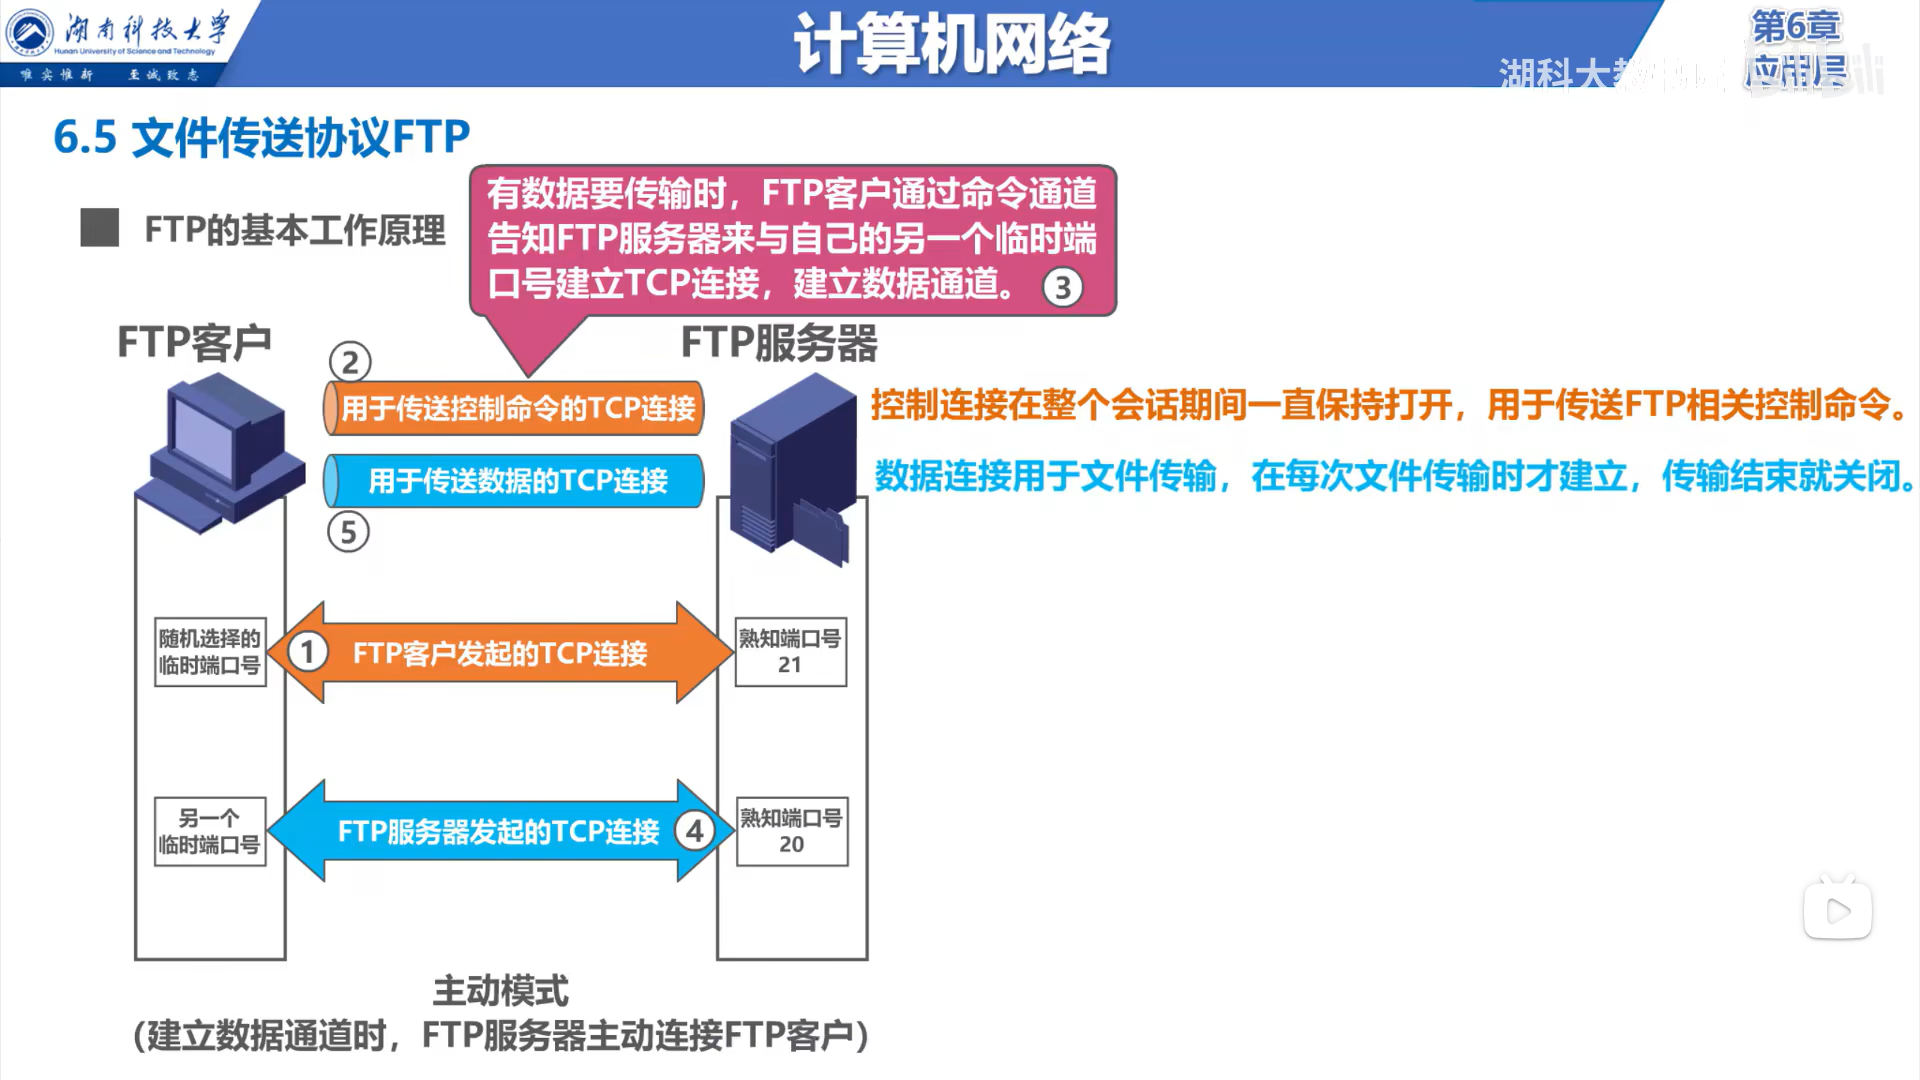 湖南科技大学
Hunan University of Science and Technology
唯实惟新 至诚致志
计算机网络
第6章
应用层
湖科大教书匠
bilibili
6.5 文件传送协议FTP
FTP的基本工作原理
有数据要传输时，FTP客户通过命令通道
告知FTP服务器来与自己的另一个临时端
口号建立TCP连接，建立数据通道。 ③
FTP客户
FTP服务器
②
用于传送控制命令的TCP连接
控制连接在整个会话期间一直保持打开，用于传送FTP相关控制命令。
用于传送数据的TCP连接
数据连接用于文件传输，在每次文件传输时才建立，传输结束就关闭。
⑤
随机选择的
临时端口号
① FTP客户发起的TCP连接
熟知端口号
21
另一个
临时端口号
FTP服务器发起的TCP连接 ④
熟知端口号
20
主动模式
(建立数据通道时，FTP服务器主动连接FTP客户)